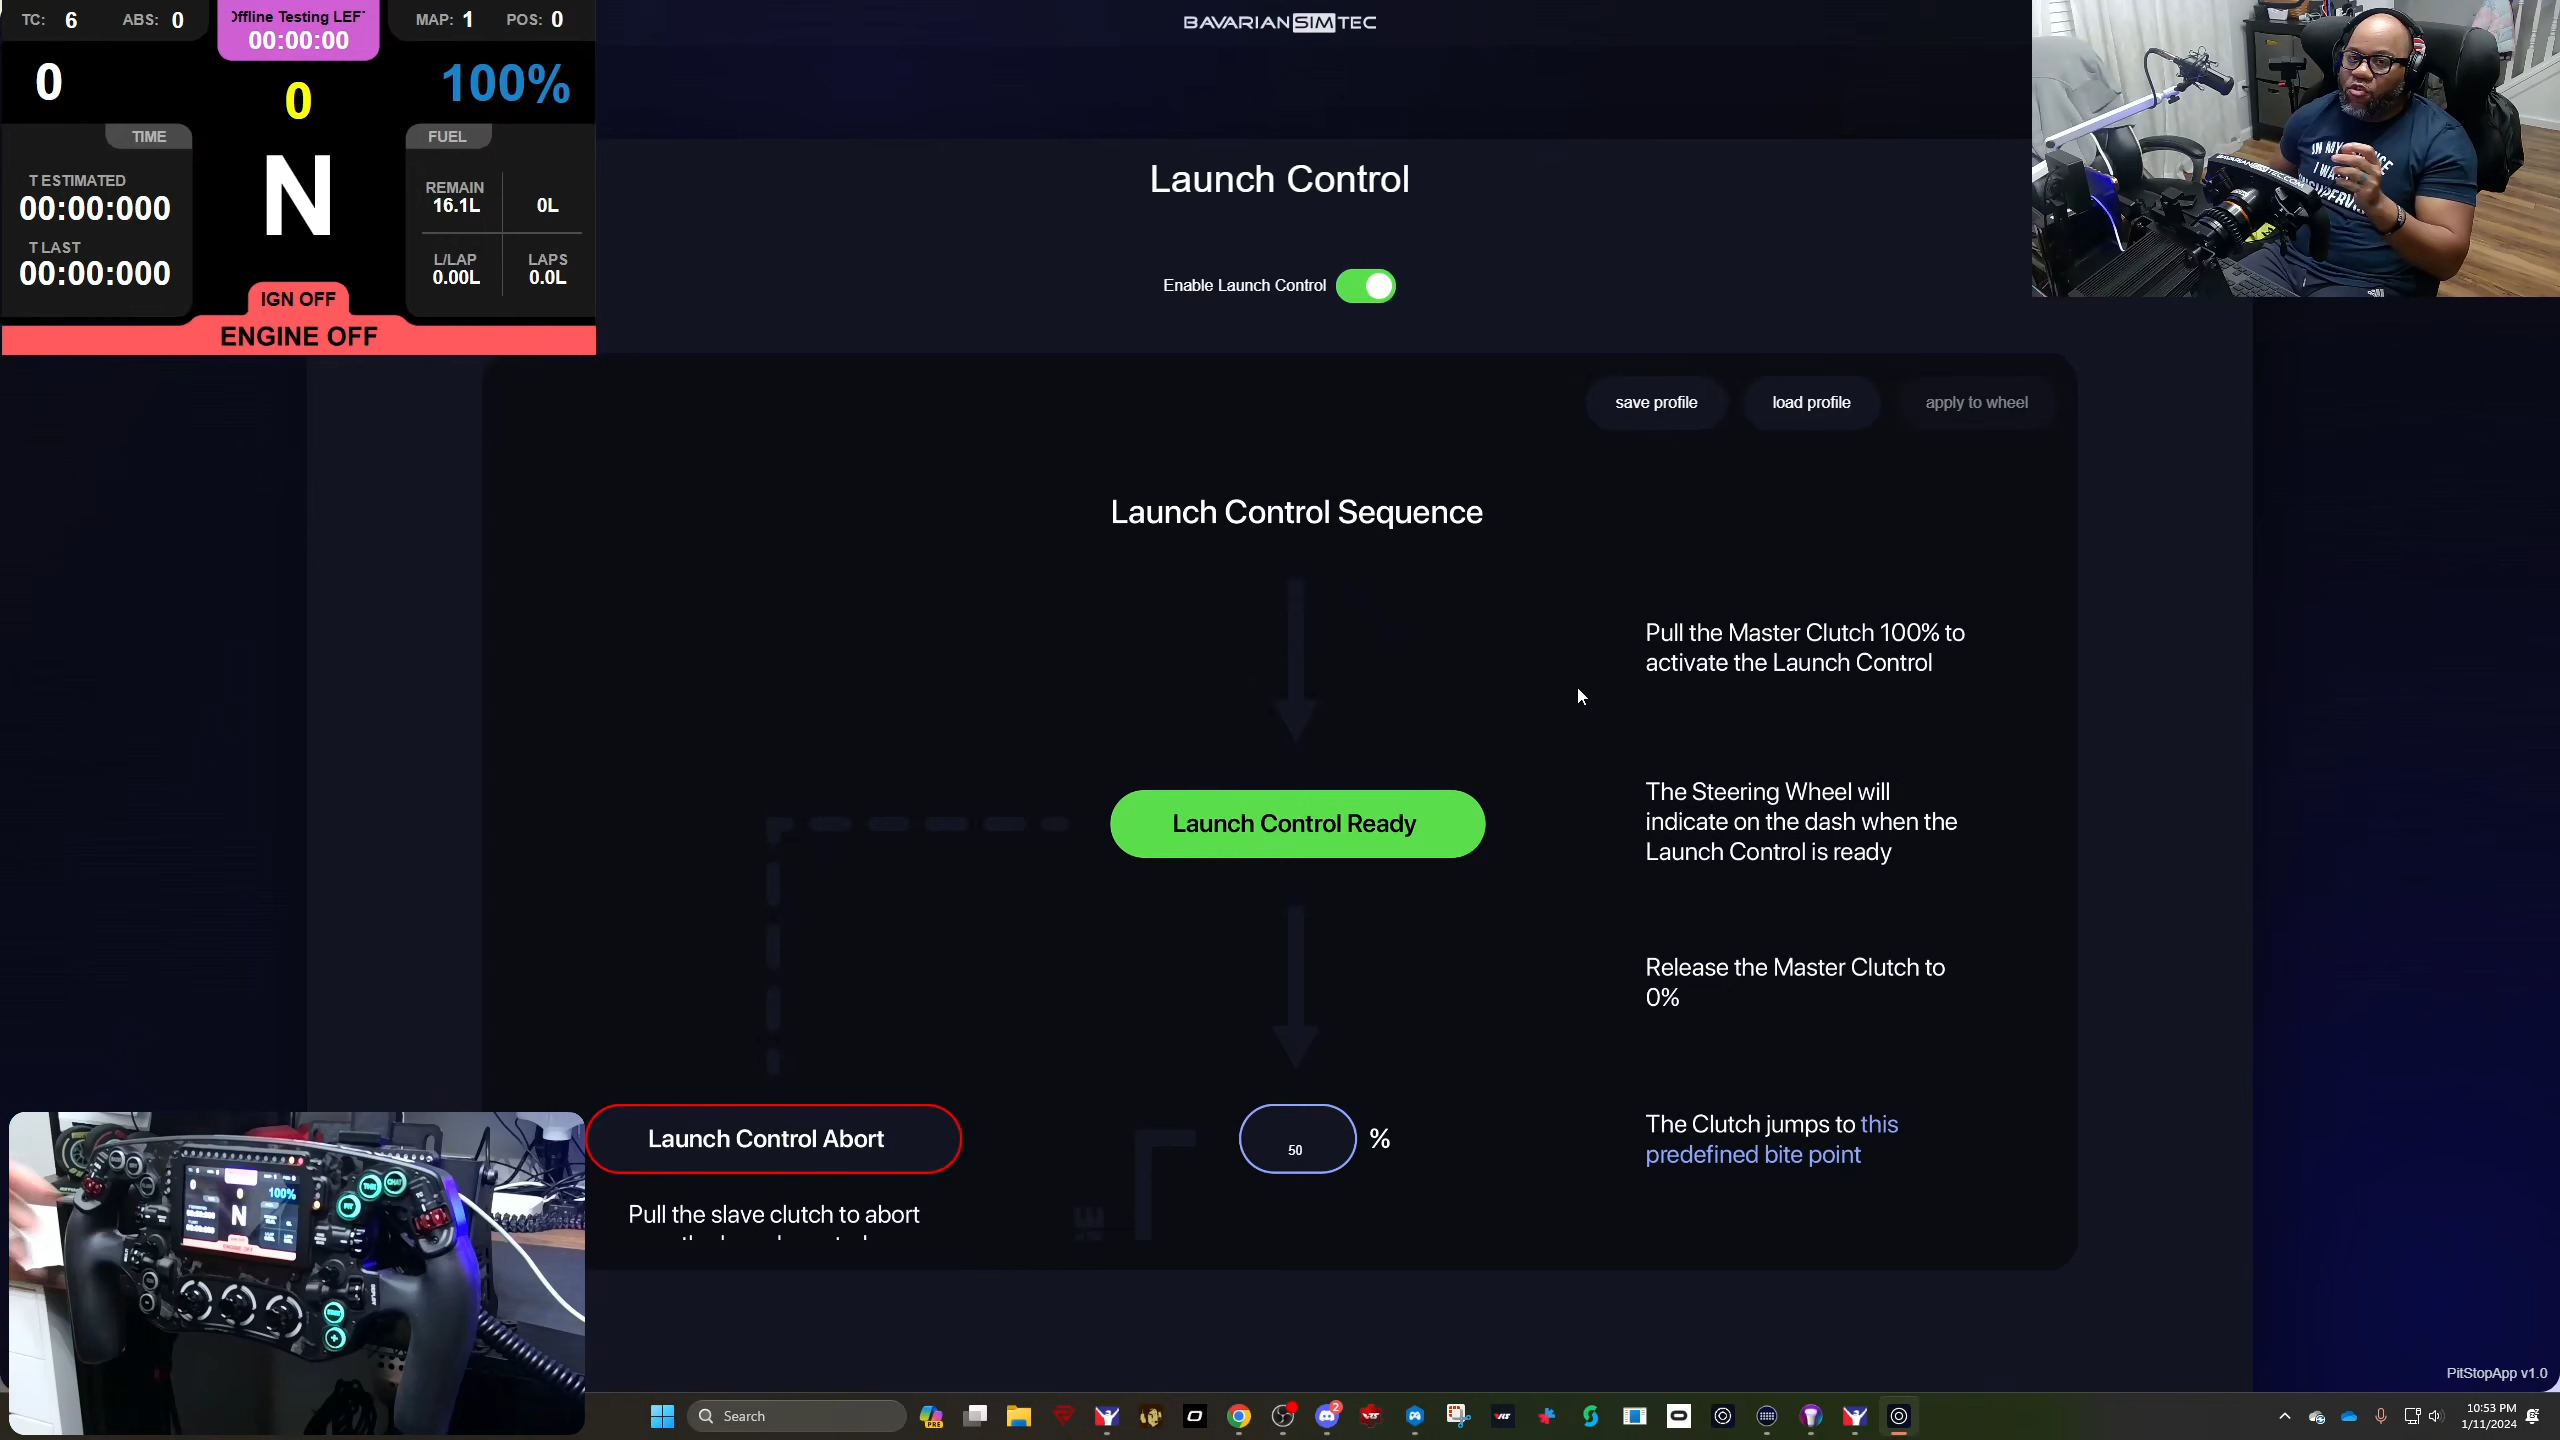 TC: 6 ABS: 0
Offline Testing LEFT
00:00:00
MAP: 1 POS: 0
0
0
100%
TIME
T ESTIMATED
00:00:000
T LAST
00:00:000
N
FUEL
REMAIN
16.1L
0L
L/LAP
0.00L
LAPS
0.0L
IGN OFF
ENGINE OFF
BAVARIANSIMTEC
Launch Control
Enable Launch Control
save profile
load profile
apply to wheel
Launch Control Sequence
Pull the Master Clutch 100% to
activate the Launch Control
Launch Control Ready
The Steering Wheel will
indicate on the dash when the
Launch Control is ready
Release the Master Clutch to
0%
Launch Control Abort
Pull the slave clutch to abort
50 %
The Clutch jumps to this
predefined bite point
100%
N
PitStopApp v1.0
Search
PRE
2
10:53 PM
1/11/2024